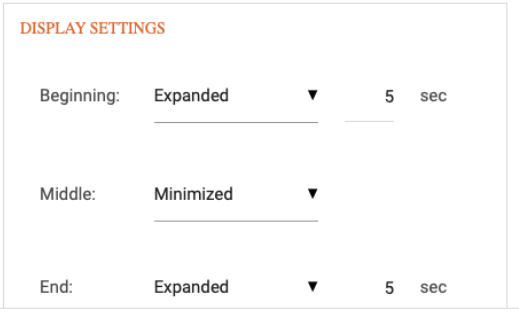 DISPLAY SETTINGS
Beginning: Expanded 5 sec
Middle: Minimized
End: Expanded 5 sec